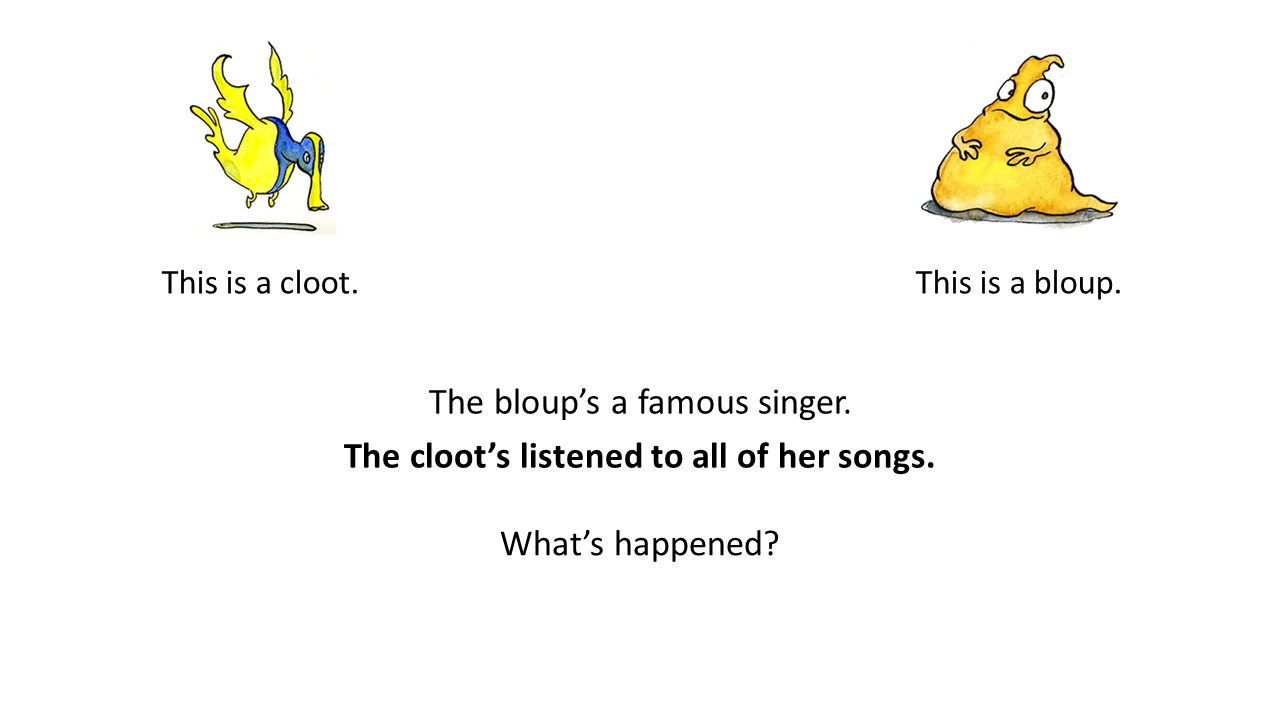 This is a cloot.
This is a bloup.
The bloup’s a famous singer.
The cloot’s listened to all of her songs.
What’s happened?